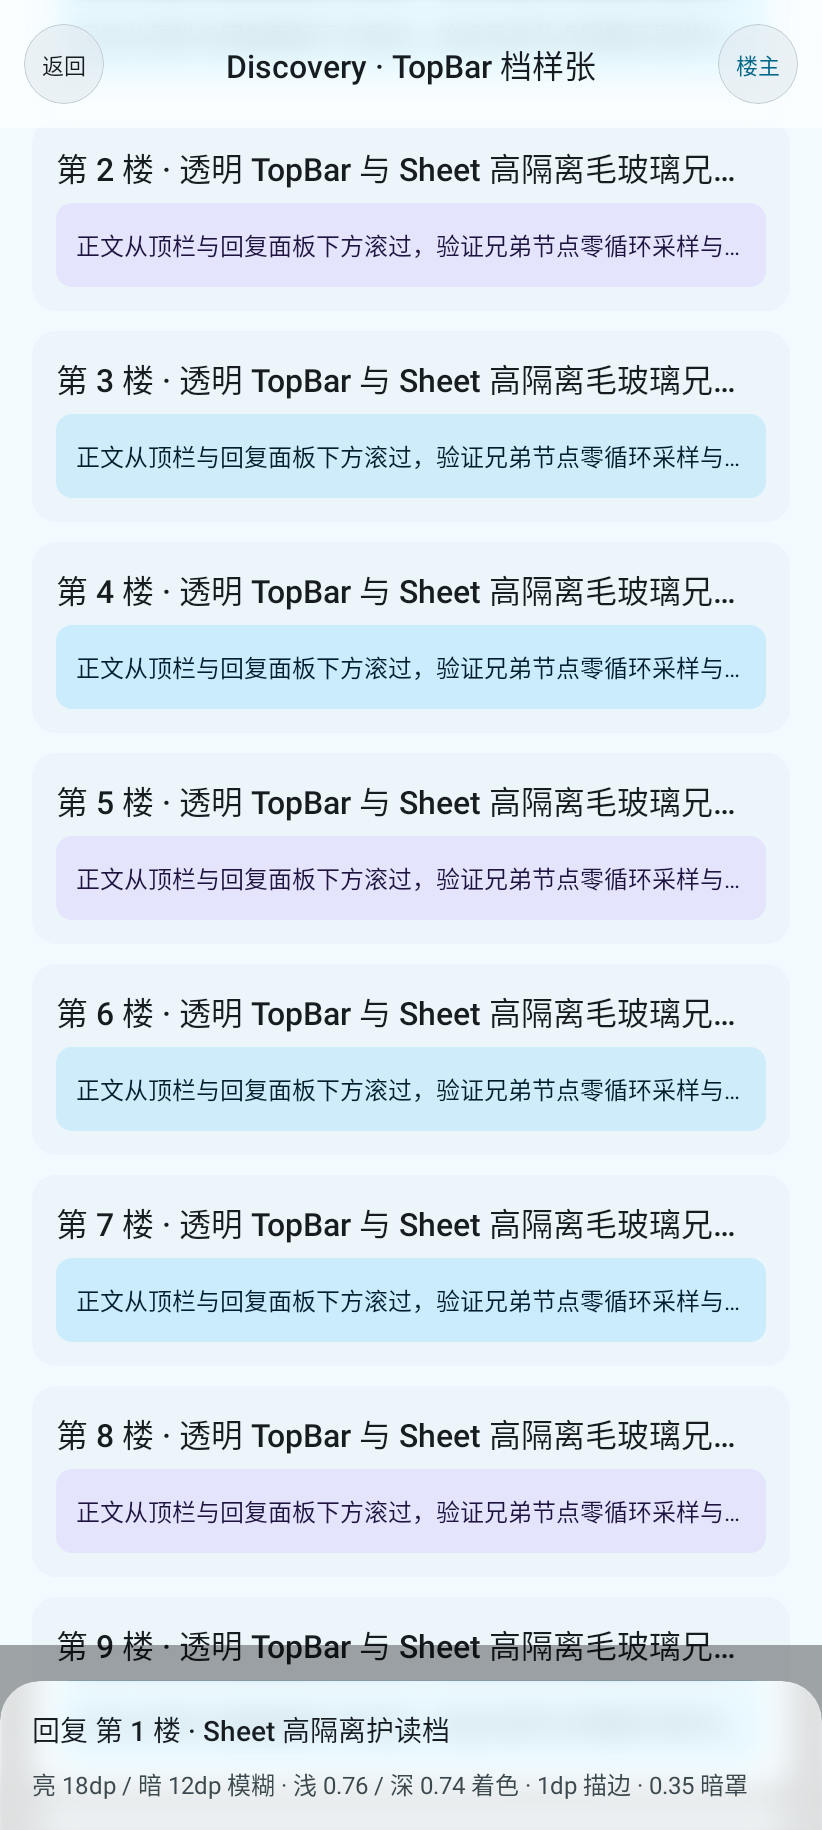 返回
Discovery · TopBar 档样张
楼主
第 2 楼 · 透明 TopBar 与 Sheet 高隔离毛玻璃兄...
正文从顶栏与回复面板下方滚过，验证兄弟节点零循环采样与...
第 3 楼 · 透明 TopBar 与 Sheet 高隔离毛玻璃兄...
正文从顶栏与回复面板下方滚过，验证兄弟节点零循环采样与...
第 4 楼 · 透明 TopBar 与 Sheet 高隔离毛玻璃兄...
正文从顶栏与回复面板下方滚过，验证兄弟节点零循环采样与...
第 5 楼 · 透明 TopBar 与 Sheet 高隔离毛玻璃兄...
正文从顶栏与回复面板下方滚过，验证兄弟节点零循环采样与...
第 6 楼 · 透明 TopBar 与 Sheet 高隔离毛玻璃兄...
正文从顶栏与回复面板下方滚过，验证兄弟节点零循环采样与...
第 7 楼 · 透明 TopBar 与 Sheet 高隔离毛玻璃兄...
正文从顶栏与回复面板下方滚过，验证兄弟节点零循环采样与...
第 8 楼 · 透明 TopBar 与 Sheet 高隔离毛玻璃兄...
正文从顶栏与回复面板下方滚过，验证兄弟节点零循环采样与...
第 9 楼 · 透明 TopBar 与 Sheet 高隔离毛玻璃兄...
回复 第 1 楼 · Sheet 高隔离护读档
亮 18dp / 暗 12dp 模糊 · 浅 0.76 / 深 0.74 着色 · 1dp 描边 · 0.35 暗罩